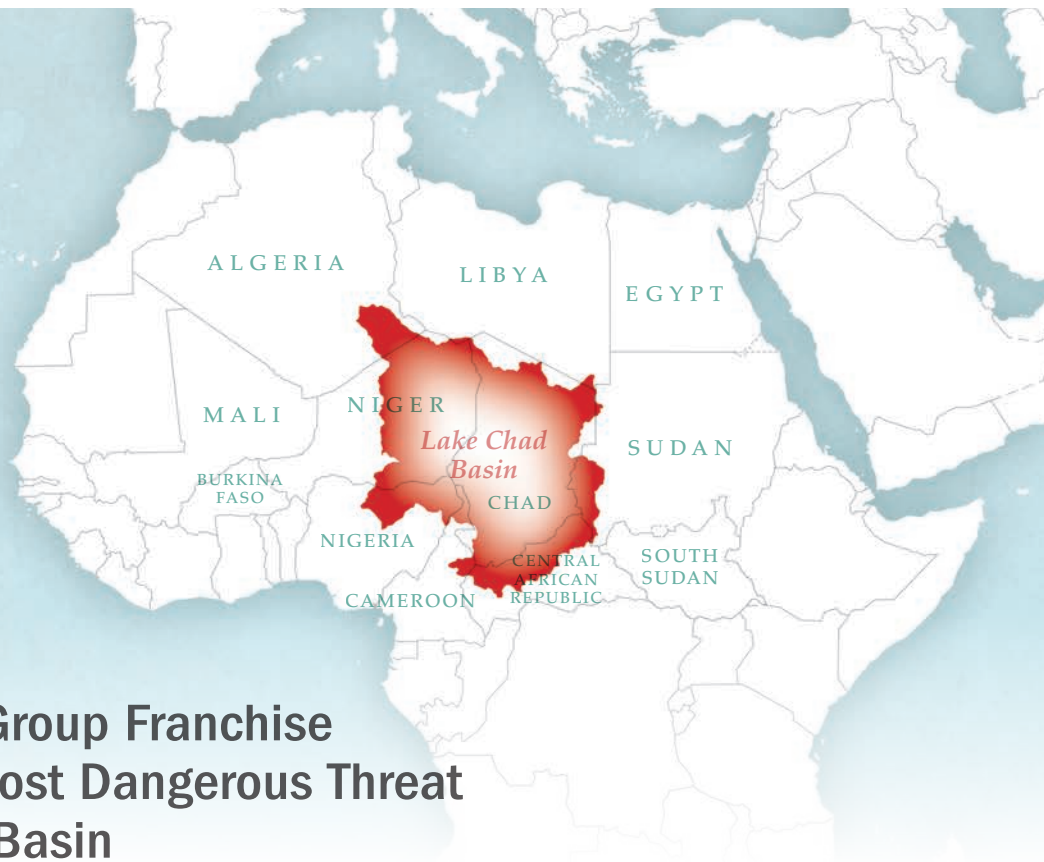 ALGERIA
LIBYA
EGYPT
NIGER
MALI
Lake Chad
Basin
SUDAN
BURKINA
FASO
CHAD
NIGERIA
SOUTH
SUDAN
CENTRAL
AFRICAN
REPUBLIC
CAMEROON
Group Franchise
ost Dangerous Threat
Basin